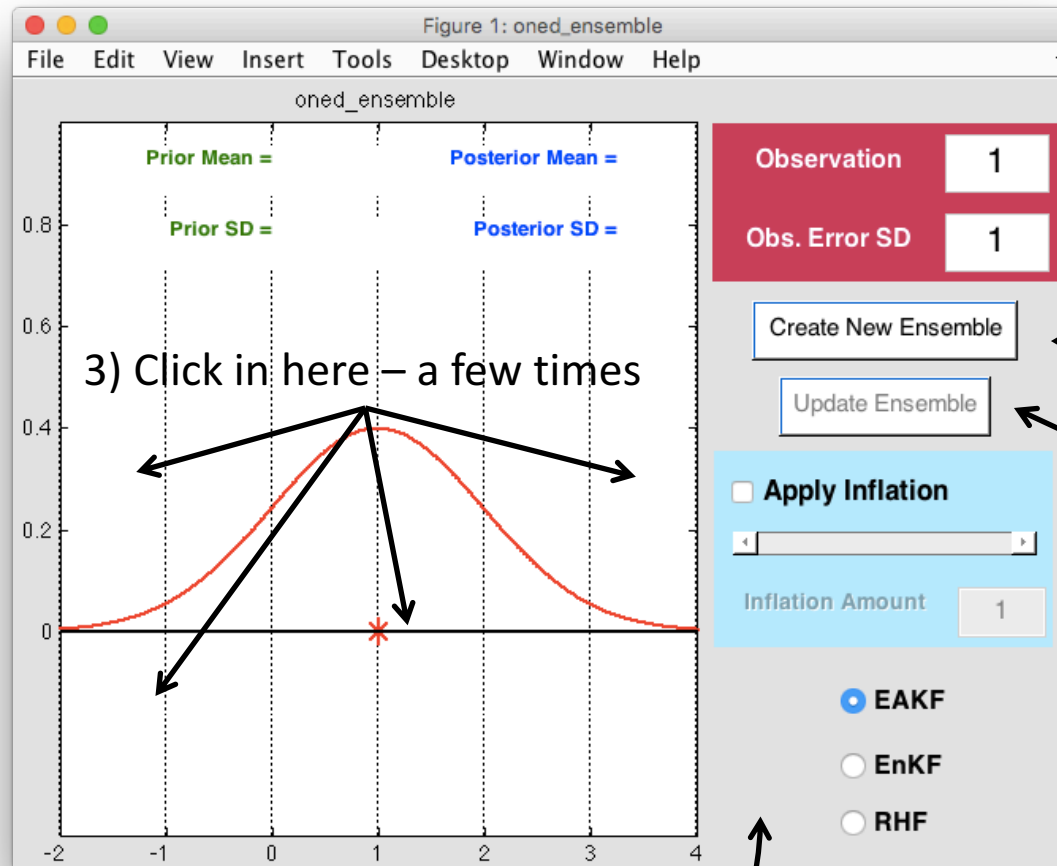 Figure 1: oned_ensemble
File Edit View Insert Tools Desktop Window Help
oned_ensemble
Prior Mean = Posterior Mean =
Prior SD = Posterior SD =
0.8
0.6
0.4
0.2
0
-2 -1 0 1 2 3 4
3) Click in here – a few times
Observation 1
Obs. Error SD 1
Create New Ensemble
Update Ensemble
Apply Inflation
Inflation Amount 1
EAKF
EnKF
RHF